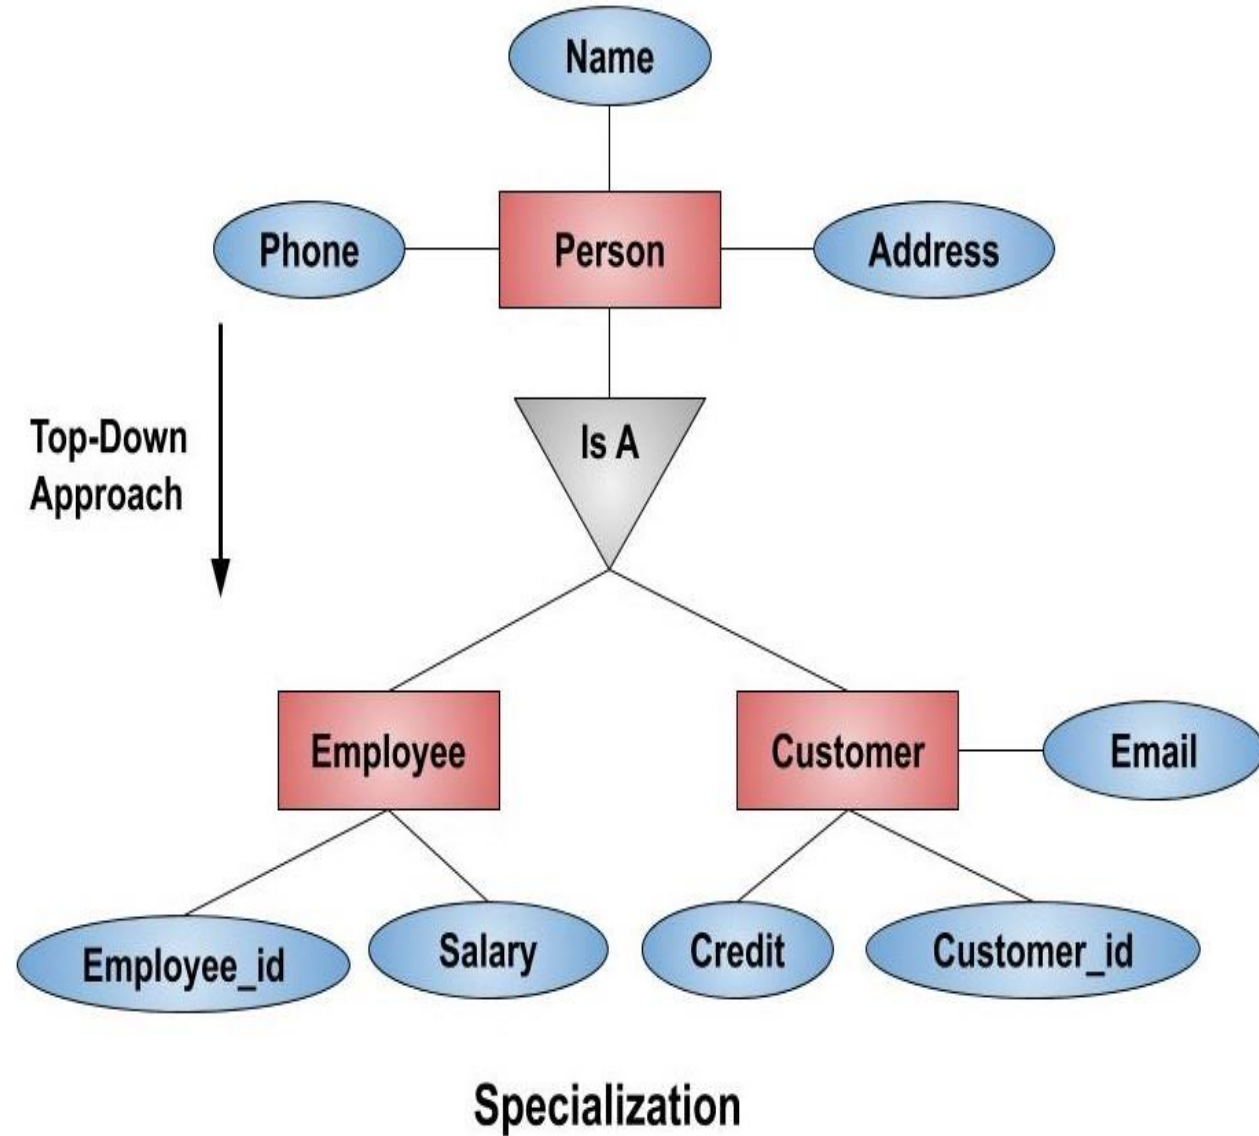 Name
Phone
Person
Address
Top-Down
Approach
Is A
Employee
Customer
Email
Employee_id
Salary
Credit
Customer_id
Specialization